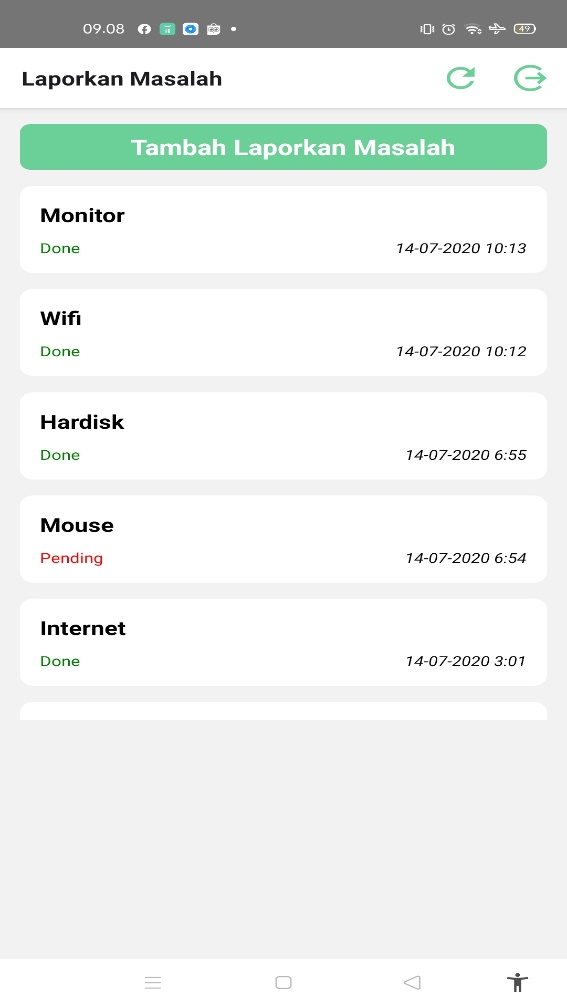 09.08
49
Laporkan Masalah
Tambah Laporkan Masalah
Monitor
Done 14-07-2020 10:13
Wifi
Done 14-07-2020 10:12
Hardisk
Done 14-07-2020 6:55
Mouse
Pending 14-07-2020 6:54
Internet
Done 14-07-2020 3:01